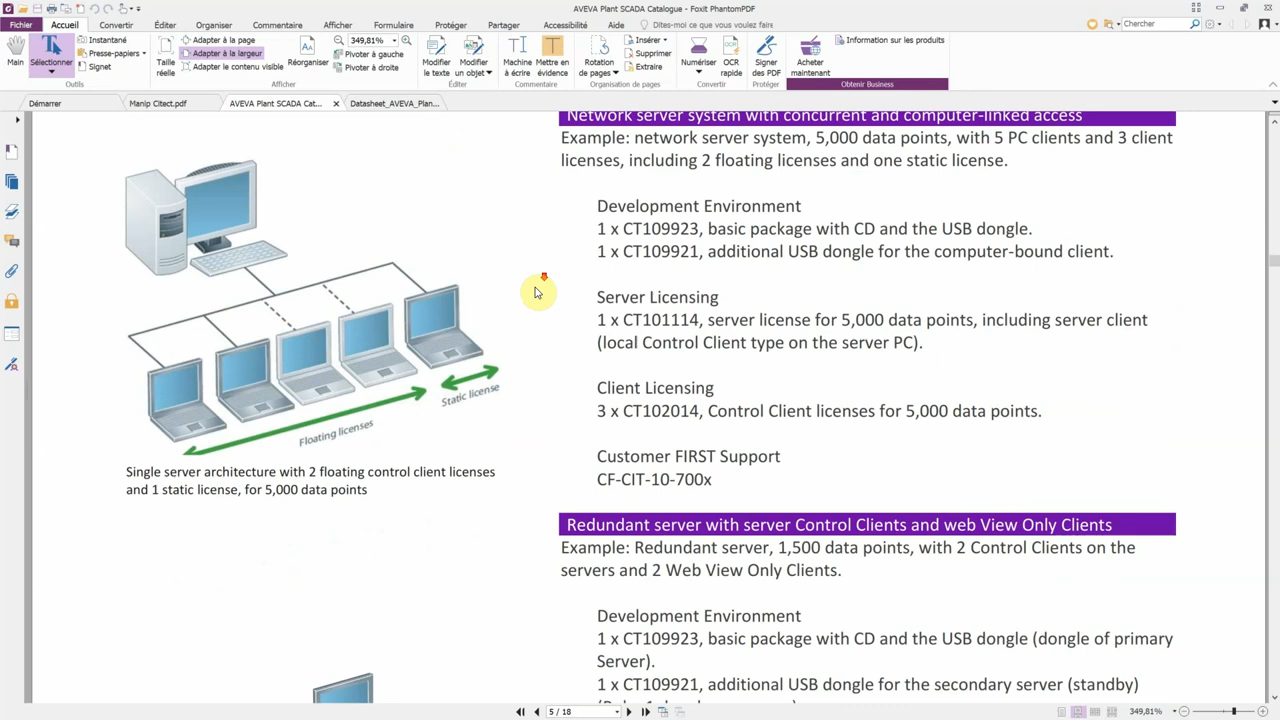 AVEVA Plant SCADA Catalogue - Foxit PhantomPDF
Fichier
Accueil
Convertir
Éditer
Organiser
Commentaire
Afficher
Formulaire
Protéger
Partager
Accessibilité
Aide
Dites-moi ce que vous voulez faire
Chercher
Main
Sélectionner
Instantané
Presse-papiers
Signet
Outils
Taille réelle
Adapter à la page
Adapter à la largeur
Adapter le contenu visible
Réorganiser
349,81%
Pivoter à gauche
Pivoter à droite
Afficher
Modifier le texte
Modifier un objet
Éditer
Machine à écrire
Mettre en évidence
Commentaire
Rotation de pages
Insérer
Supprimer
Extraire
Organisation de pages
Numériser
OCR rapide
Convertir
Signer des PDF
Protéger
Acheter maintenant
Information sur les produits
Obtenir Business
Démarrer
Manip Citect.pdf
AVEVA Plant SCADA Cat...
Datasheet_AVEVA_Plan...
Network server system with concurrent and computer-linked access
Example: network server system, 5,000 data points, with 5 PC clients and 3 client
licenses, including 2 floating licenses and one static license.
Development Environment
1 x CT109923, basic package with CD and the USB dongle.
1 x CT109921, additional USB dongle for the computer-bound client.
Server Licensing
1 x CT101114, server license for 5,000 data points, including server client
(local Control Client type on the server PC).
Client Licensing
3 x CT102014, Control Client licenses for 5,000 data points.
Customer FIRST Support
CF-CIT-10-700x
Static license
Floating licenses
Single server architecture with 2 floating control client licenses
and 1 static license, for 5,000 data points
Redundant server with server Control Clients and web View Only Clients
Example: Redundant server, 1,500 data points, with 2 Control Clients on the
servers and 2 Web View Only Clients.
Development Environment
1 x CT109923, basic package with CD and the USB dongle (dongle of primary
Server).
1 x CT109921, additional USB dongle for the secondary server (standby)
5 / 18
349,81%